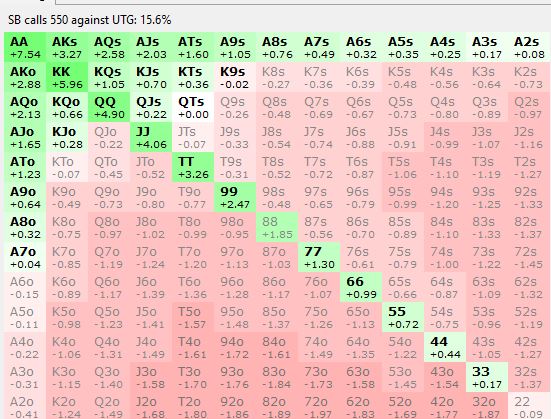 SB calls 550 against UTG: 15.6%
AA AKs AQs AJs ATs A9s A8s A7s A6s A5s A4s A3s A2s
+7.54 +3.27 +2.58 +2.03 +1.60 +1.05 +0.76 +0.49 +0.32 +0.35 +0.25 +0.17 +0.08
AKo KK KQs KJs KTs K9s K8s K7s K6s K5s K4s K3s K2s
+2.88 +5.96 +1.05 +0.70 +0.36 -0.02 -0.27 -0.36 -0.39 -0.48 -0.56 -0.64 -0.73
AQo KQo QQ QJs QTs Q9s Q8s Q7s Q6s Q5s Q4s Q3s Q2s
+2.13 +0.66 +4.90 +0.22 +0.00 -0.26 -0.48 -0.69 -0.67 -0.73 -0.80 -0.89 -0.97
AJo KJo QJo JJ JTs J9s J8s J7s J6s J5s J4s J3s J2s
+1.65 +0.28 -0.22 +4.06 -0.07 -0.33 -0.54 -0.74 -0.88 -0.91 -0.99 -1.07 -1.16
ATo KTo QTo JTo TT T9s T8s T7s T6s T5s T4s T3s T2s
+1.23 -0.07 -0.45 -0.52 +3.26 -0.31 -0.52 -0.72 -0.87 -1.06 -1.10 -1.19 -1.27
A9o K9o Q9o J9o T9o 99 98s 97s 96s 95s 94s 93s 92s
+0.64 -0.49 -0.73 -0.80 -0.77 +2.47 -0.48 -0.65 -0.79 -0.99 -1.20 -1.25 -1.33
A8o K8o Q8o J8o T8o 98o 88 87s 86s 85s 84s 83s 82s
+0.32 -0.75 -0.97 -1.02 -0.99 -0.95 +1.85 -0.56 -0.70 -0.89 -1.10 -1.33 -1.37
A7o K7o Q7o J7o T7o 97o 87o 77 76s 75s 74s 73s 72s
+0.04 -0.85 -1.19 -1.24 -1.20 -1.13 -1.03 +1.30 -0.61 -0.79 -1.00 -1.22 -1.45
A6o K6o Q6o J6o T6o 96o 86o 76o 66 65s 64s 63s 62s
-0.15 -0.89 -1.17 -1.39 -1.36 -1.28 -1.17 -1.07 +0.99 -0.66 -0.87 -1.09 -1.32
A5o K5o Q5o J5o T5o 95o 85o 75o 65o 55 54s 53s 52s
-0.11 -0.98 -1.23 -1.41 -1.57 -1.48 -1.37 -1.26 -1.13 +0.72 -0.75 -0.96 -1.19
A4o K4o Q4o J4o T4o 94o 84o 74o 64o 54o 44 43s 42s
-0.22 -1.06 -1.31 -1.49 -1.61 -1.72 -1.61 -1.49 -1.35 -1.22 +0.44 -1.05 -1.27
A3o K3o Q3o J3o T3o 93o 83o 73o 63o 53o 43o 33 32s
-0.31 -1.15 -1.40 -1.58 -1.70 -1.76 -1.84 -1.73 -1.58 -1.45 -1.54 +0.17 -1.37
A2o K2o Q2o J2o T2o 92o 82o 72o 62o 52o 42o 32o 22
-0.41 -1.24 -1.49 -1.68 -1.80 -1.86 -1.89 -1.97 -1.83 -1.69 -1.77 -1.87 -0.09